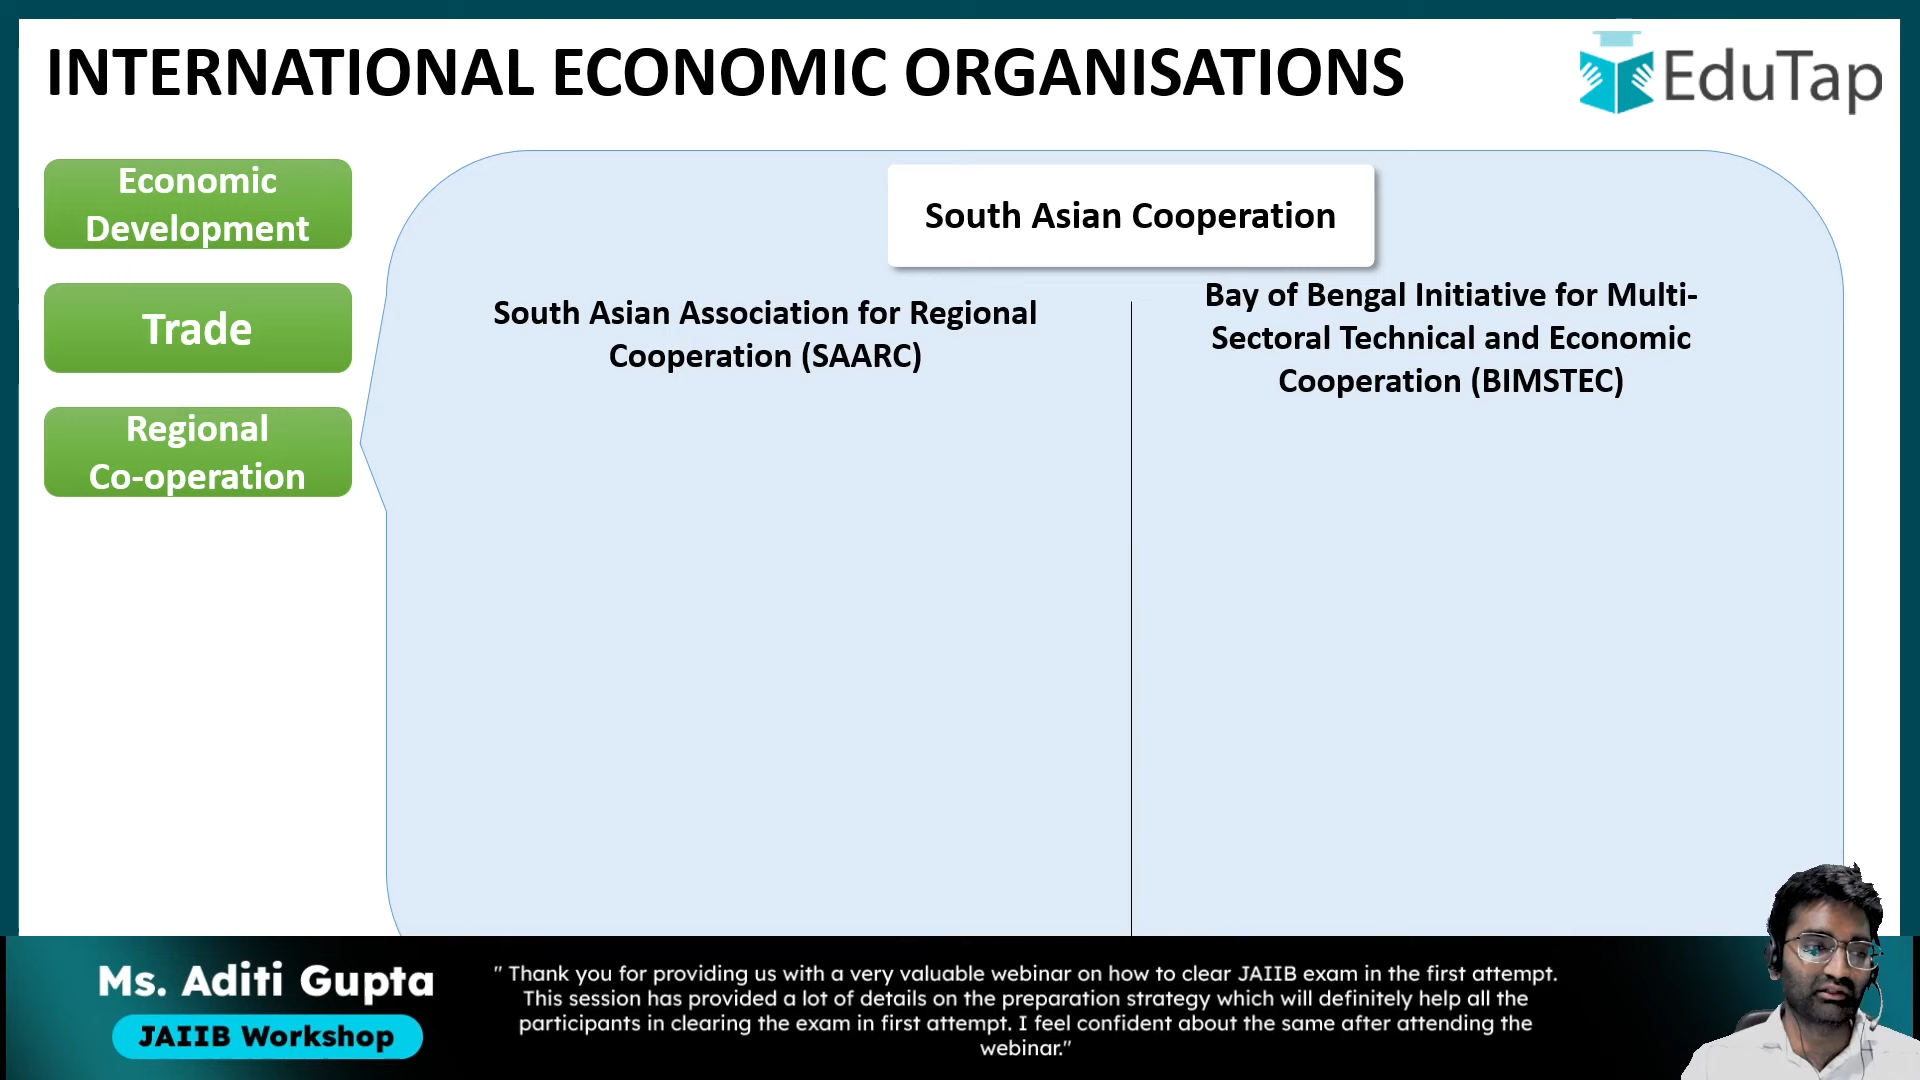 INTERNATIONAL ECONOMIC ORGANISATIONS
EduTap
Economic
Development
Trade
Regional
Co-operation
South Asian Cooperation
South Asian Association for Regional
Cooperation (SAARC)
Bay of Bengal Initiative for Multi-
Sectoral Technical and Economic
Cooperation (BIMSTEC)
Ms. Aditi Gupta
JAIIB Workshop
" Thank you for providing us with a very valuable webinar on how to clear JAIIB exam in the first attempt.
This session has provided a lot of details on the preparation strategy which will definitely help all the
participants in clearing the exam in first attempt. I feel confident about the same after attending the
webinar."